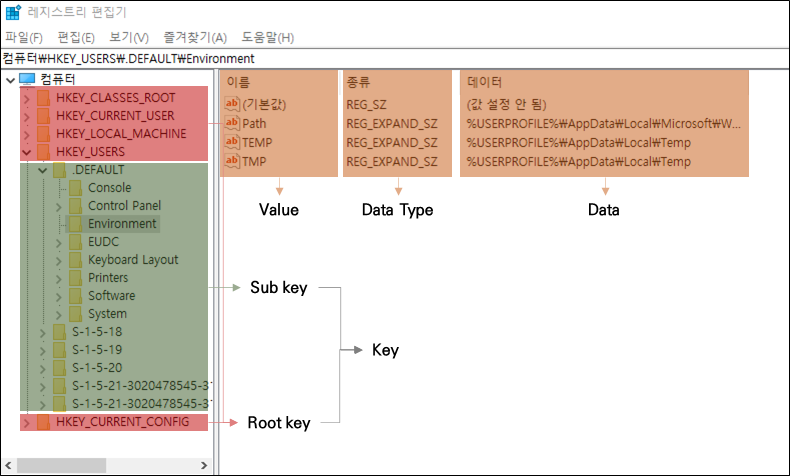 레지스트리 편집기
파일(F) 편집(E) 보기(V) 즐겨찾기(A) 도움말(H)
컴퓨터₩HKEY_USERS₩.DEFAULT₩Environment
컴퓨터
HKEY_CLASSES_ROOT
HKEY_CURRENT_USER
HKEY_LOCAL_MACHINE
HKEY_USERS
.DEFAULT
Console
Control Panel
Environment
EUDC
Keyboard Layout
Printers
Software
System
S-1-5-18
S-1-5-19
S-1-5-20
S-1-5-21-3020478545-3
S-1-5-21-3020478545-3
HKEY_CURRENT_CONFIG
이름 종류 데이터
(기본값) REG_SZ (값 설정 안 됨)
Path REG_EXPAND_SZ %USERPROFILE%₩AppData₩Local₩Microsoft₩W...
TEMP REG_EXPAND_SZ %USERPROFILE%₩AppData₩Local₩Temp
TMP REG_EXPAND_SZ %USERPROFILE%₩AppData₩Local₩Temp
Value Data Type Data
Sub key
Key
Root key